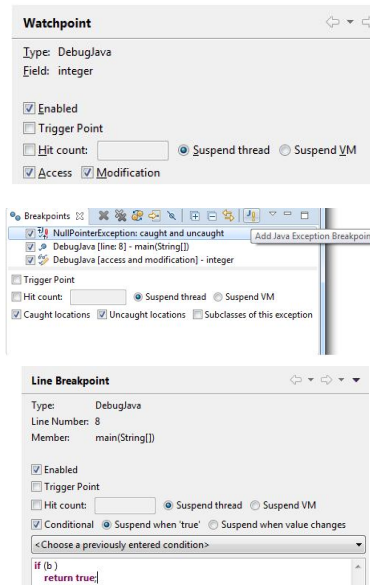 Watchpoint
Type: DebugJava
Field: integer
Enabled
Trigger Point
Hit count: Suspend thread Suspend VM
Access Modification
Breakpoints
NullPointerException: caught and uncaught
Add Java Exception Breakpoin
DebugJava [line: 8] - main(String[])
DebugJava [access and modification] - integer
Trigger Point
Hit count: Suspend thread Suspend VM
Caught locations Uncaught locations Subclasses of this exception
Line Breakpoint
Type: DebugJava
Line Number: 8
Member: main(String[])
Enabled
Trigger Point
Hit count: Suspend thread Suspend VM
Conditional Suspend when 'true' Suspend when value changes
<Choose a previously entered condition>
if (b )
return true;